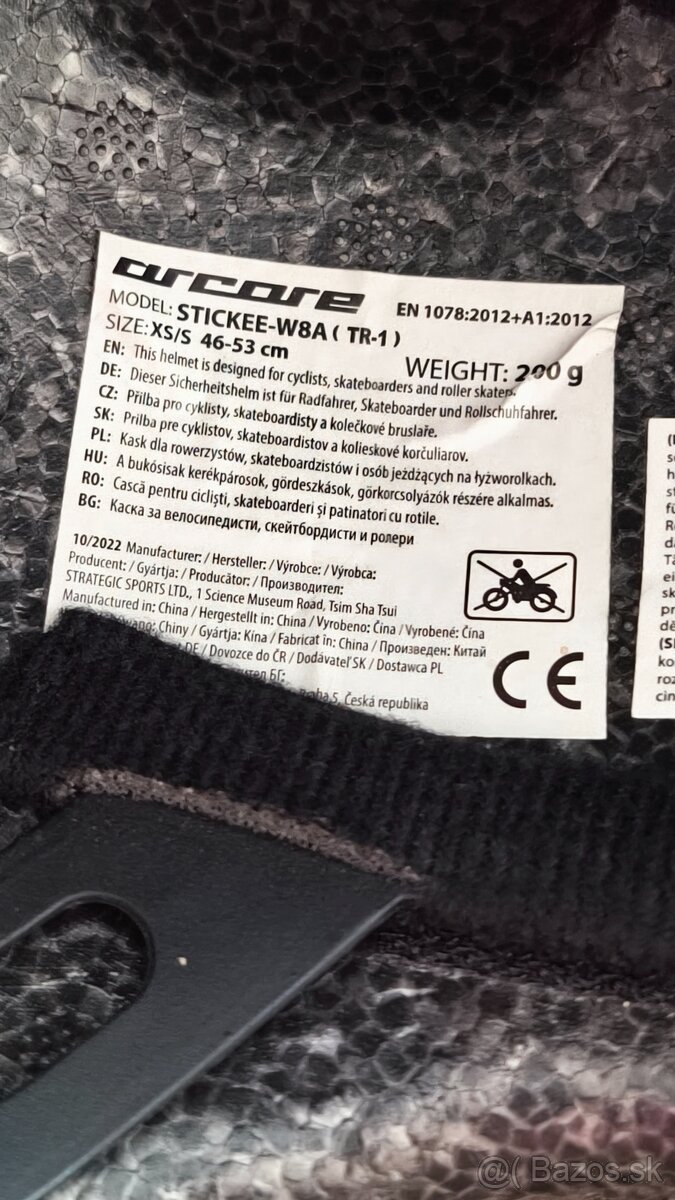 arcore
EN 1078:2012+A1:2012
MODEL: STICKEE-W8A ( TR-1 )
SIZE: XS/S 46-53 cm
WEIGHT: 200 g
EN: This helmet is designed for cyclists, skateboarders and roller skaters.
DE: Dieser Sicherheitshelm ist für Radfahrer, Skateboarder und Rollschuhfahrer.
CZ: Přilba pro cyklisty, skateboardisty a kolečkové bruslaře.
SK: Prilba pre cyklistov, skateboardistov a kolieskove korčuliarov.
PL: Kask dla rowerzystów, skateboardzistów i osób jeżdżących na łyżworolkach.
HU: A bukósisak kerékpárosok, gördeszkások, görkorcsolyázók részére alkalmas.
RO: Cască pentru cicliști, skateboarderi și patinatori cu rotile.
BG: Каска за велосипедисти, скейтбордисти и ролери
10/2022 Manufacturer: / Hersteller: / Výrobce: / Výrobca:
Producent: / Gyártja: / Producător: / Производител:
STRATEGIC SPORTS LTD., 1 Science Museum Road, Tsim Sha Tsui
Manufactured in: China / Hergestellt in: China / Vyrobeno: Čína / Vyrobené: Čína
Chiny / Gyártja: Kína / Fabricat în: China / Произведен: Китай
DE / Dovozce do ČR / Dodávateľ SK / Dostawca PL
БГ:
Praha 5, Česká republika
CE
@( Bazos.sk